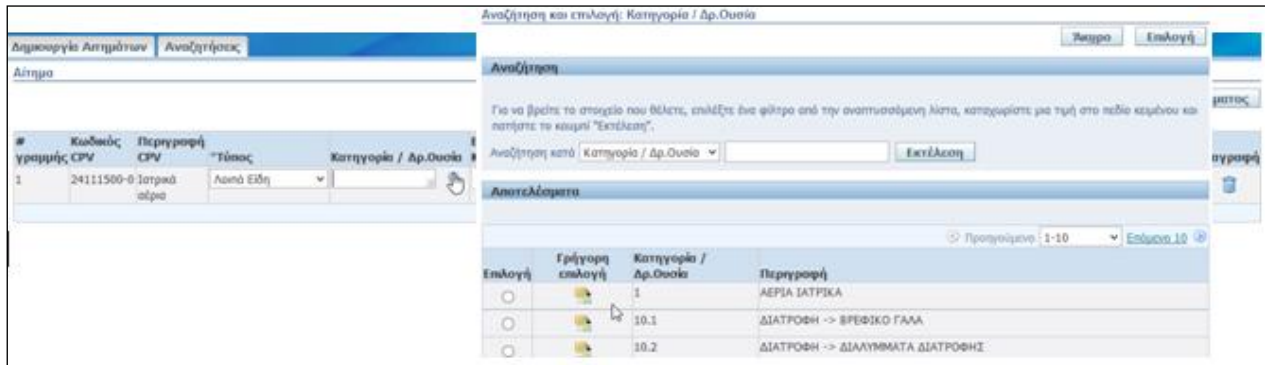 Αναζήτηση και επιλογή: Κατηγορία / Δρ.Ουσία
Άκυρο Επιλογή
Δημιουργία Αιτημάτων Αναζητήσεις
Αίτημα
Αναζήτηση
Για να βρείτε το στοιχείο που θέλετε, επιλέξτε ένα φίλτρο από την αναπτυσσόμενη λίστα, καταχωρίστε μια τιμή στο πεδίο κειμένου και
πατήστε το κουμπί "Εκτέλεση".
Αναζήτηση κατά Κατηγορία / Δρ.Ουσία Εκτέλεση
# Κωδικός Περιγραφή
γραμμής CPV CPV *Τύπος Κατηγορία / Δρ.Ουσία
1 24111500-0 Ιατρικά Λοιπά Είδη
αέρια
Αποτελέσματα
Προηγούμενο 1-10 Επόμενο 10
Γρήγορη Κατηγορία /
Επιλογή επιλογή Δρ.Ουσία Περιγραφή
1 ΑΕΡΙΑ ΙΑΤΡΙΚΑ
10.1 ΔΙΑΤΡΟΦΗ -> ΒΡΕΦΙΚΟ ΓΑΛΑ
10.2 ΔΙΑΤΡΟΦΗ -> ΔΙΑΛΥΜΜΑΤΑ ΔΙΑΤΡΟΦΗΣ